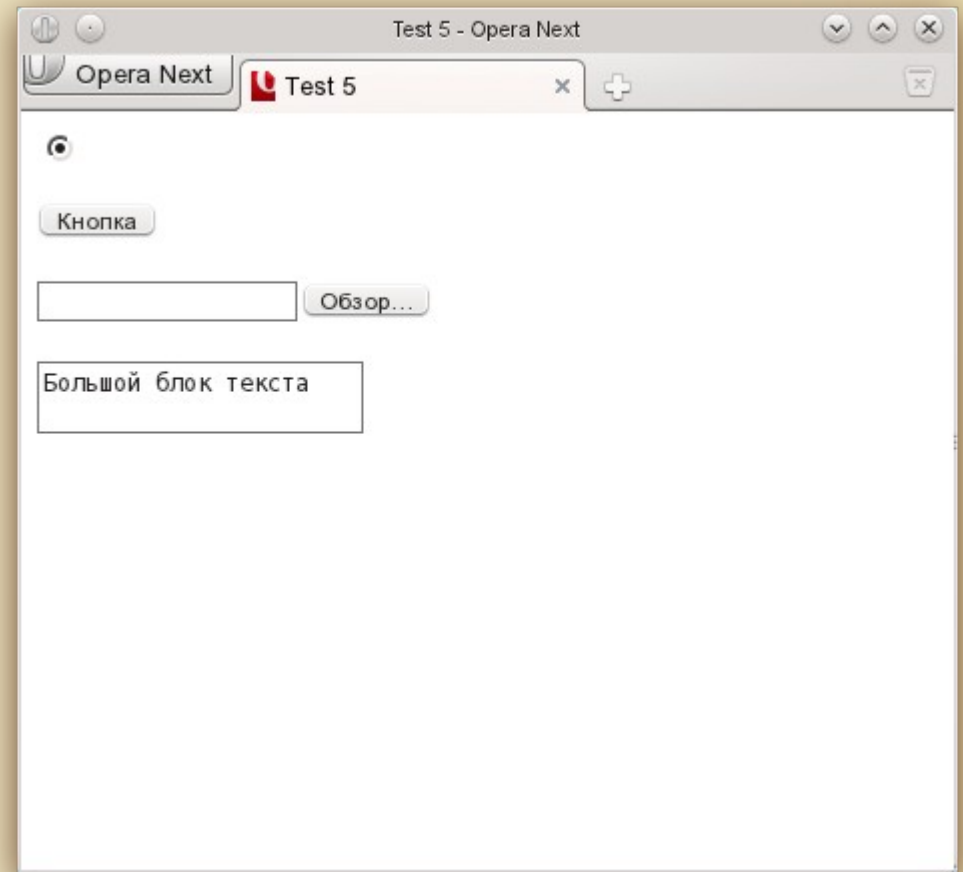 Test 5 - Opera Next
Opera Next
Test 5
Кнопка
Обзор...
Большой блок текста